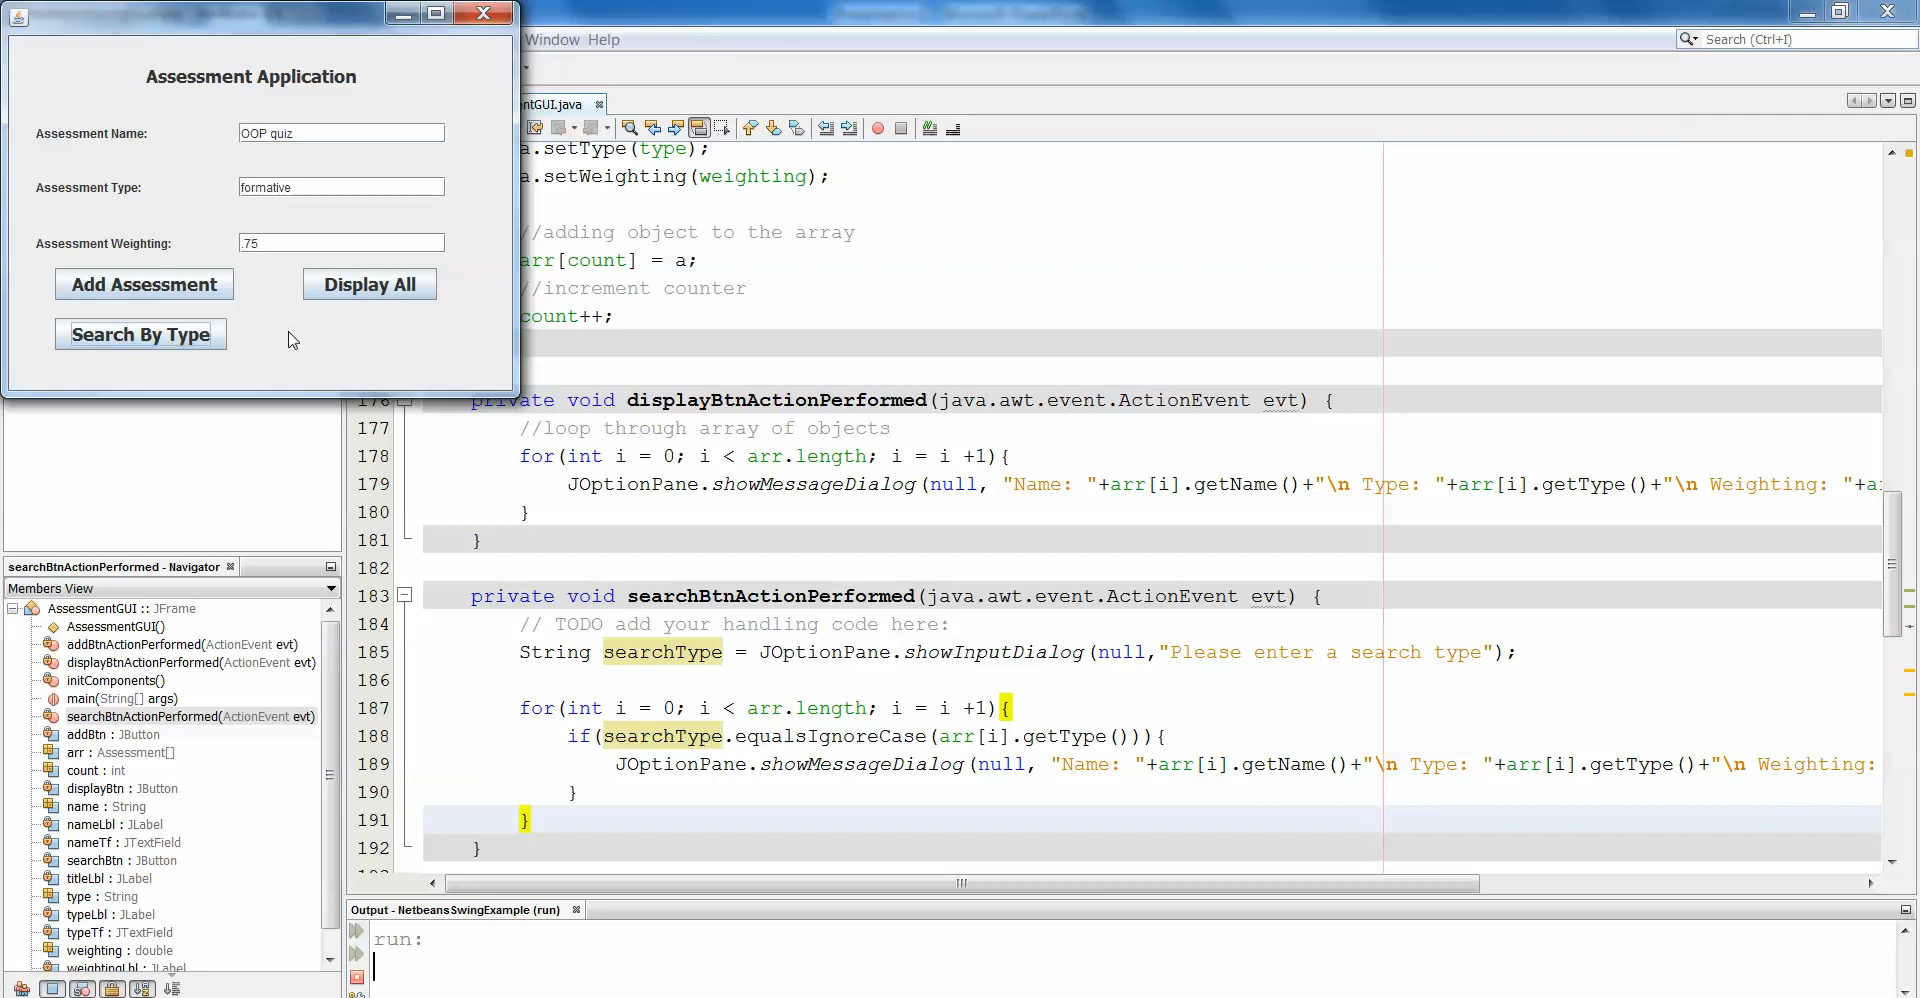 Assessment Application
Assessment Name:
OOP quiz
Assessment Type:
formative
Assessment Weighting:
.75
Add Assessment
Display All
Search By Type
Window Help
Search (Ctrl+I)
entGUI.java
a.setType(type);
a.setWeighting(weighting);
//adding object to the array
arr[count] = a;
//increment counter
count++;
176 private void displayBtnActionPerformed(java.awt.event.ActionEvent evt) {
177 //loop through array of objects
178 for(int i = 0; i < arr.length; i = i +1){
179 JOptionPane.showMessageDialog(null, "Name: "+arr[i].getName()+"\n Type: "+arr[i].getType()+"\n Weighting: "+a
180 }
181 }
182
183 private void searchBtnActionPerformed(java.awt.event.ActionEvent evt) {
184 // TODO add your handling code here:
185 String searchType = JOptionPane.showInputDialog(null,"Please enter a search type");
186
187 for(int i = 0; i < arr.length; i = i +1){
188 if(searchType.equalsIgnoreCase(arr[i].getType())){
189 JOptionPane.showMessageDialog(null, "Name: "+arr[i].getName()+"\n Type: "+arr[i].getType()+"\n Weighting:
190 }
191 }
192 }
searchBtnActionPerformed - Navigator
Members View
AssessmentGUI :: JFrame
AssessmentGUI()
addBtnActionPerformed(ActionEvent evt)
displayBtnActionPerformed(ActionEvent evt)
initComponents()
main(String[] args)
searchBtnActionPerformed(ActionEvent evt)
addBtn : JButton
arr : Assessment[]
count : int
displayBtn : JButton
name : String
nameLbl : JLabel
nameTf : JTextField
searchBtn : JButton
titleLbl : JLabel
type : String
typeLbl : JLabel
typeTf : JTextField
weighting : double
weightingLbl : JLabel
Output - NetbeansSwingExample (run)
run: